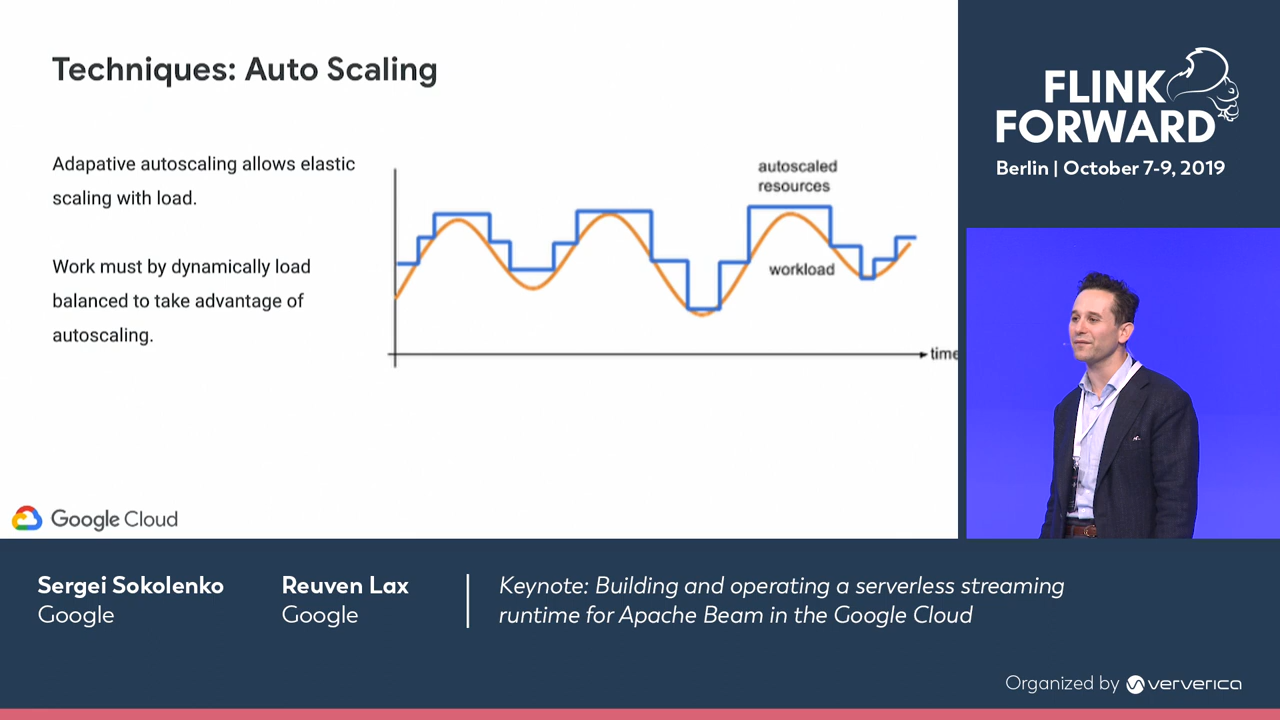 Techniques: Auto Scaling
Adapative autoscaling allows elastic
scaling with load.
Work must by dynamically load
balanced to take advantage of
autoscaling.
autoscaled
resources
workload
time
Google Cloud
FLINK
FORWARD
Berlin | October 7-9, 2019
Sergei Sokolenko
Google
Reuven Lax
Google
Keynote: Building and operating a serverless streaming
runtime for Apache Beam in the Google Cloud
Organized by ververica